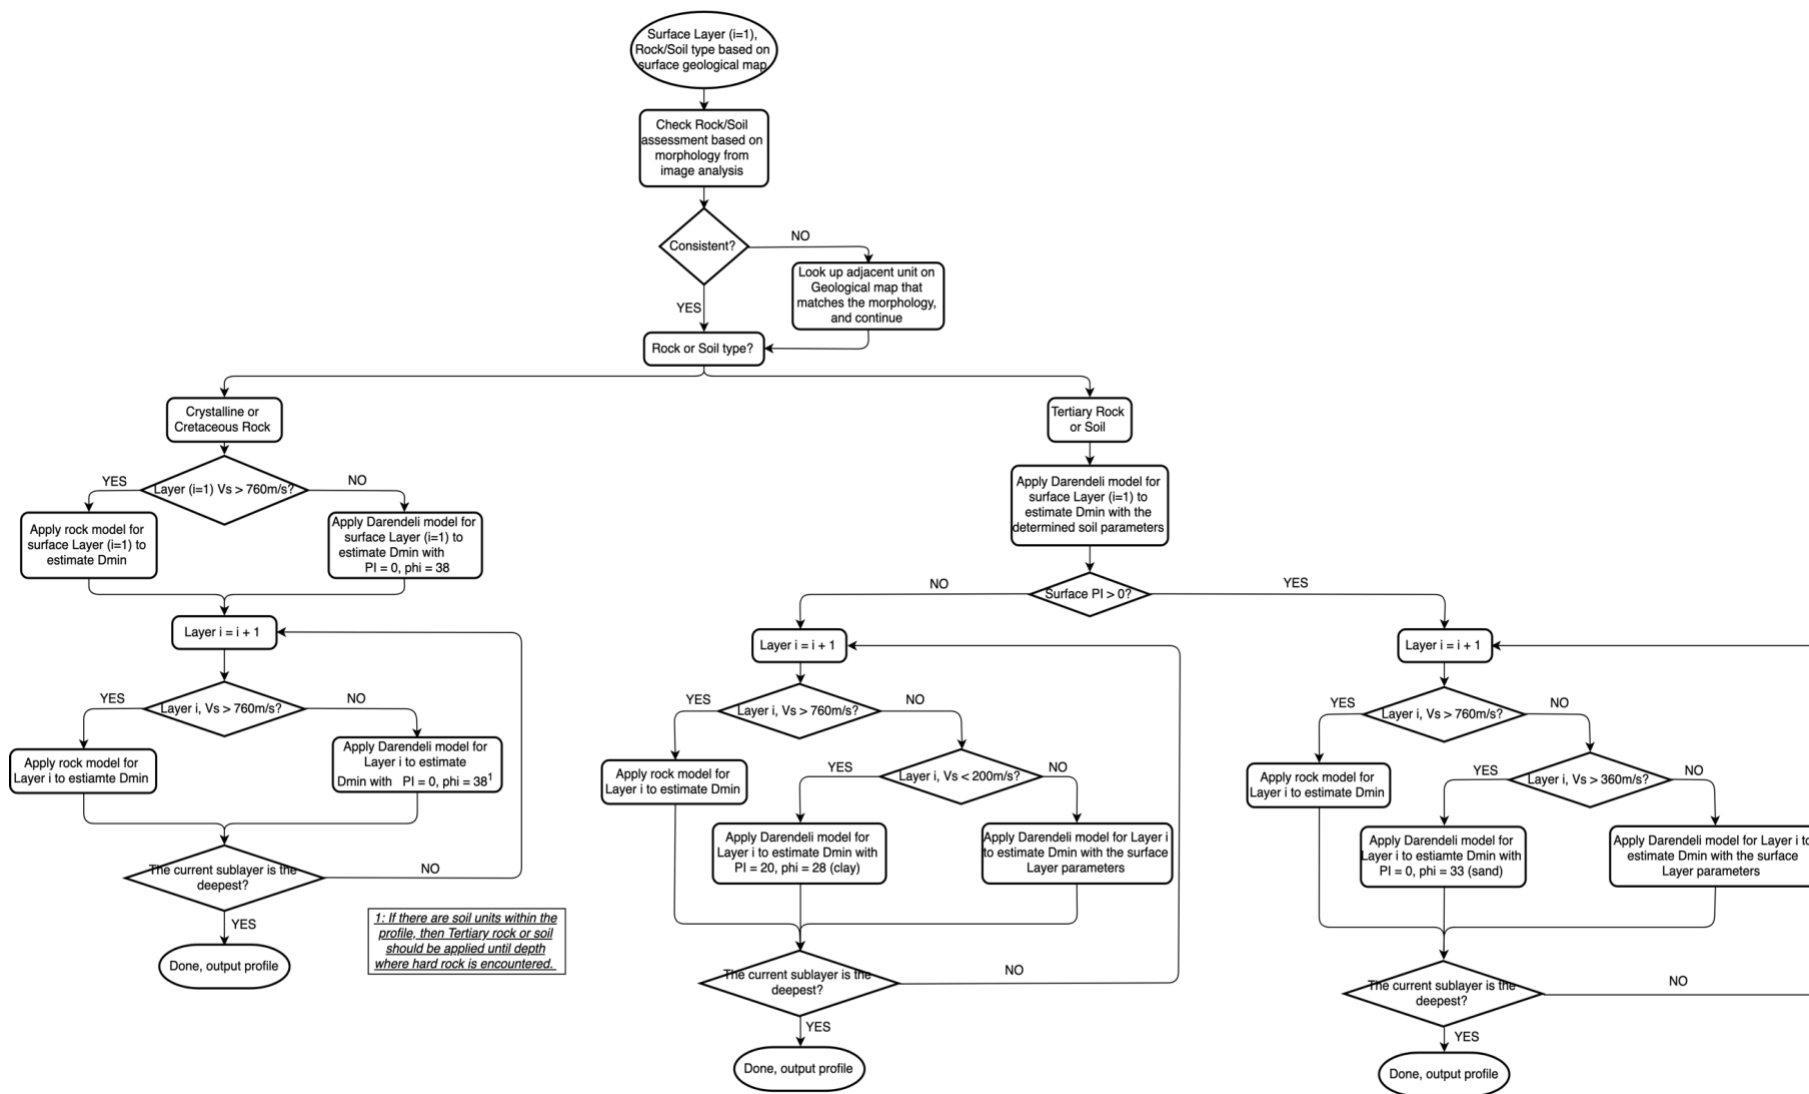 Surface Layer (i=1),
Rock/Soil type based on
surface geological map
Check Rock/Soil
assessment based on
morphology from
image analysis
Consistent?
NO
Look up adjacent unit on
Geological map that
matches the morphology,
and continue
YES
Rock or Soil type?
Crystalline or
Cretaceous Rock
Layer (i=1) Vs > 760m/s?
YES
NO
Apply rock model for
surface Layer (i=1) to
estimate Dmin
Apply Darendeli model for
surface Layer (i=1) to
estimate Dmin with
PI = 0, phi = 38
Layer i = i + 1
Layer i, Vs > 760m/s?
YES
NO
Apply rock model for
Layer i to estiamte Dmin
Apply Darendeli model for
Layer i to estimate
Dmin with PI = 0, phi = 38¹
The current sublayer is the
deepest?
NO
YES
Done, output profile
1: If there are soil units within the
profile, then Tertiary rock or soil
should be applied until depth
where hard rock is encountered.
Tertiary Rock
or Soil
Apply Darendeli model for
surface Layer (i=1) to
estimate Dmin with the
determined soil parameters
Surface PI > 0?
NO
YES
Layer i = i + 1
Layer i, Vs > 760m/s?
YES
NO
Apply rock model for
Layer i to estimate Dmin
Layer i, Vs < 200m/s?
YES
NO
Apply Darendeli model for
Layer i to estimate Dmin with
PI = 20, phi = 28 (clay)
Apply Darendeli model for Layer i
to estimate Dmin with the surface
Layer parameters
The current sublayer is the
deepest?
NO
YES
Done, output profile
Layer i = i + 1
Layer i, Vs > 760m/s?
YES
NO
Apply rock model for
Layer i to estimate Dmin
Layer i, Vs > 360m/s?
YES
NO
Apply Darendeli model for
Layer i to estiamte Dmin with
PI = 0, phi = 33 (sand)
Apply Darendeli model for Layer i to
estimate Dmin with the surface
Layer parameters
The current sublayer is the
deepest?
NO
YES
Done, output profile